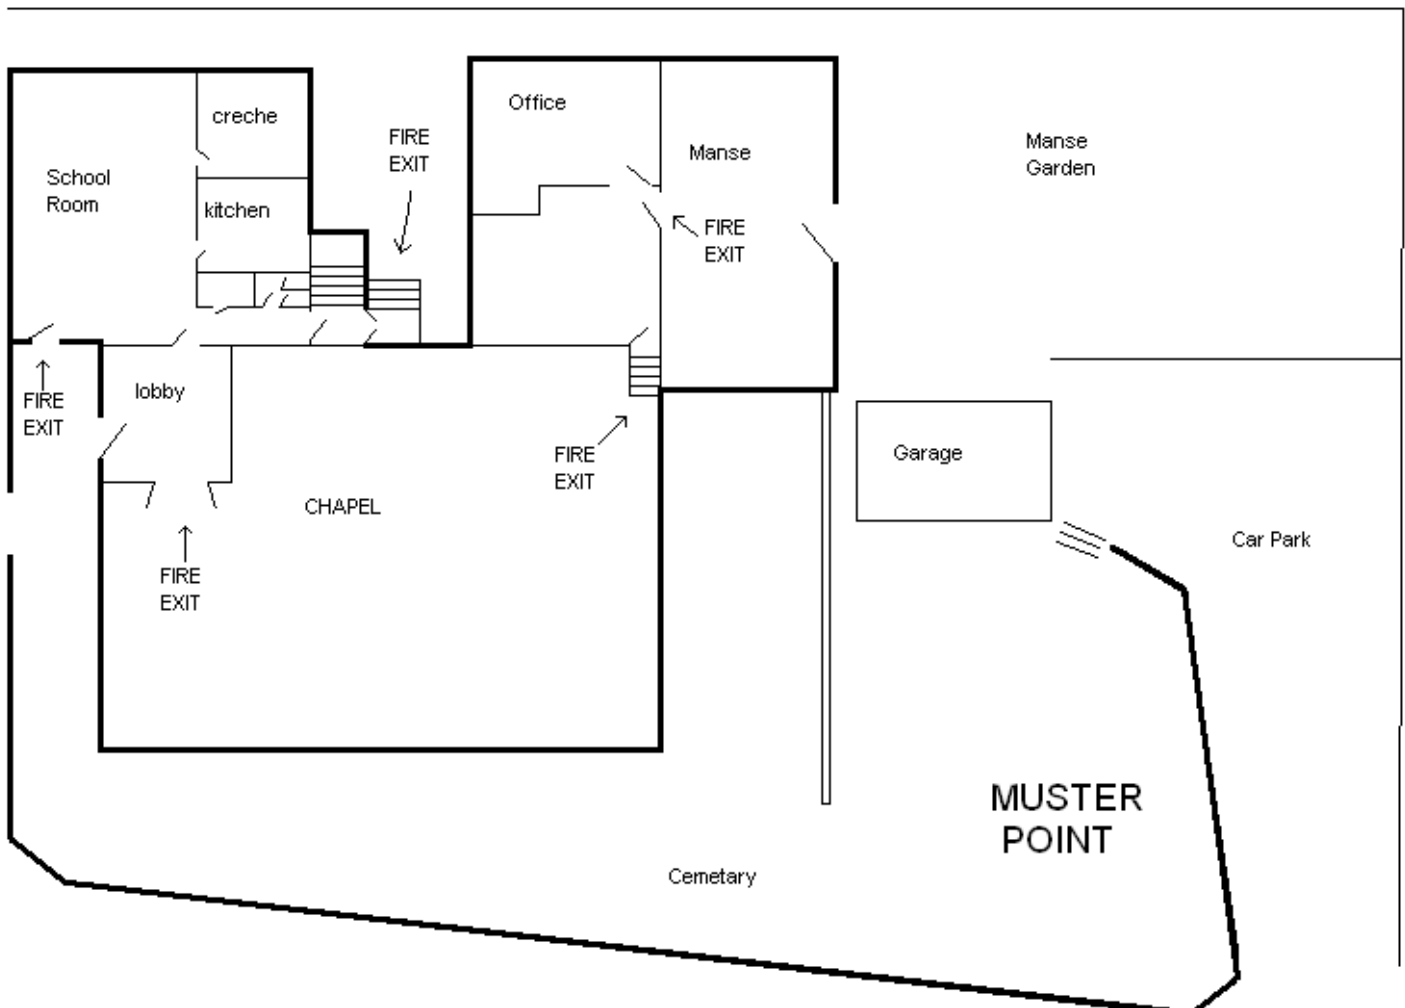 creche
School
Room
kitchen
FIRE
EXIT
Office
Manse
FIRE
EXIT
Manse
Garden
FIRE
EXIT
lobby
FIRE
EXIT
CHAPEL
FIRE
EXIT
Garage
Car Park
MUSTER
POINT
Cemetary